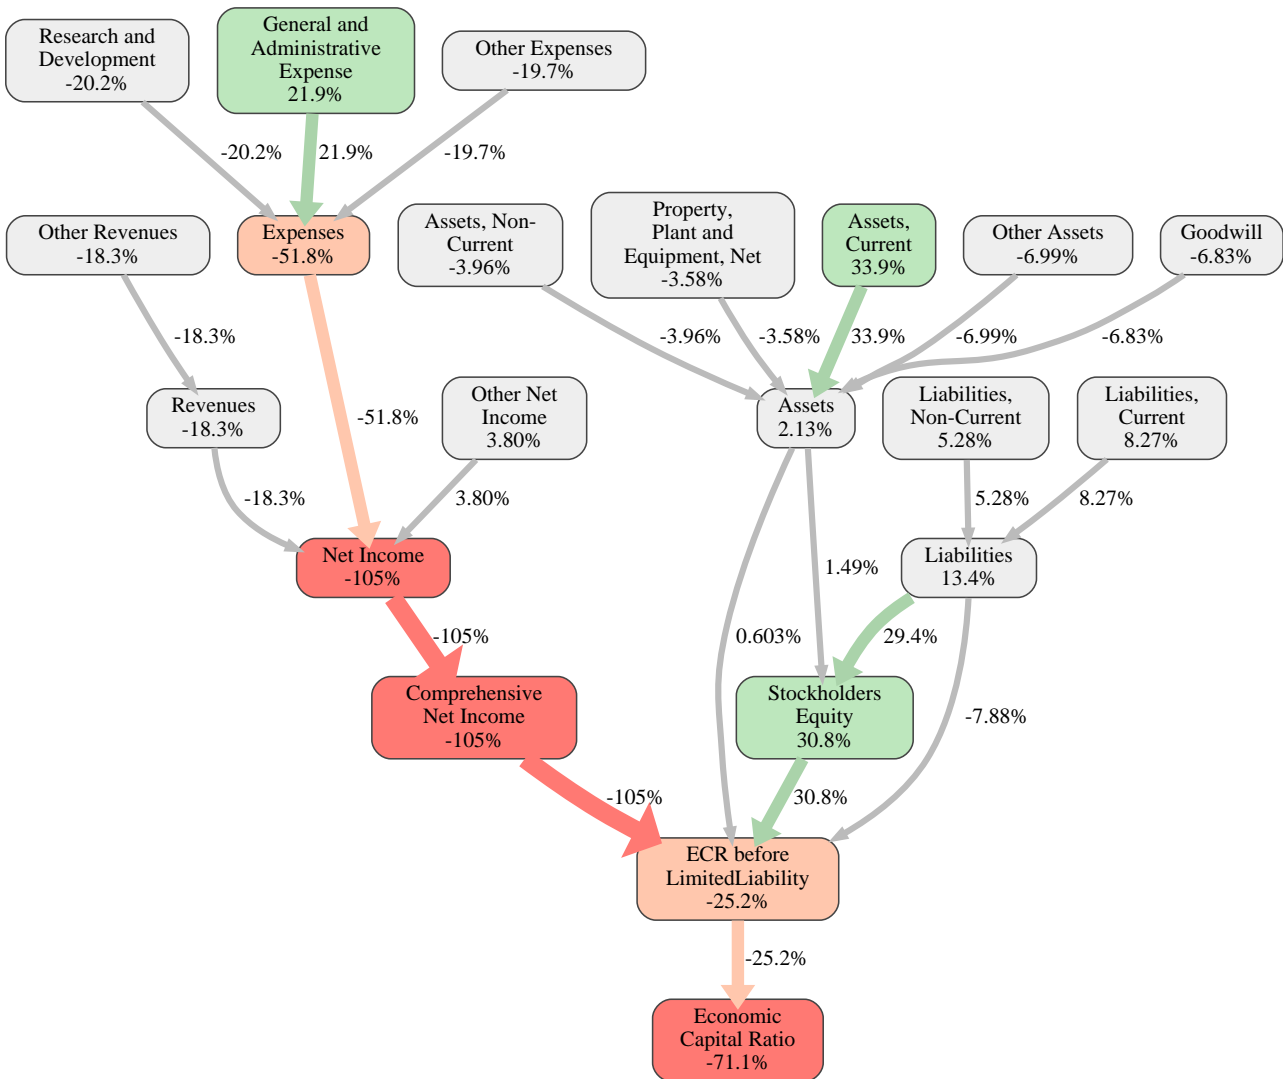 Research and
Development
-20.2%
General and
Administrative
Expense
21.9%
Other Expenses
-19.7%
-20.2%
21.9%
-19.7%
Other Revenues
-18.3%
Expenses
-51.8%
Assets, Non-
Current
-3.96%
Property,
Plant and
Equipment, Net
-3.58%
Assets,
Current
33.9%
Other Assets
-6.99%
Goodwill
-6.83%
-18.3%
-3.96%
-3.58%
33.9%
-6.99%
-6.83%
Revenues
-18.3%
-51.8%
Other Net
Income
3.80%
Assets
2.13%
Liabilities,
Non-Current
5.28%
Liabilities,
Current
8.27%
-18.3%
3.80%
5.28%
8.27%
Net Income
-105%
1.49%
Liabilities
13.4%
-105%
0.603%
29.4%
Comprehensive
Net Income
-105%
Stockholders
Equity
30.8%
-7.88%
-105%
30.8%
ECR before
LimitedLiability
-25.2%
-25.2%
Economic
Capital Ratio
-71.1%